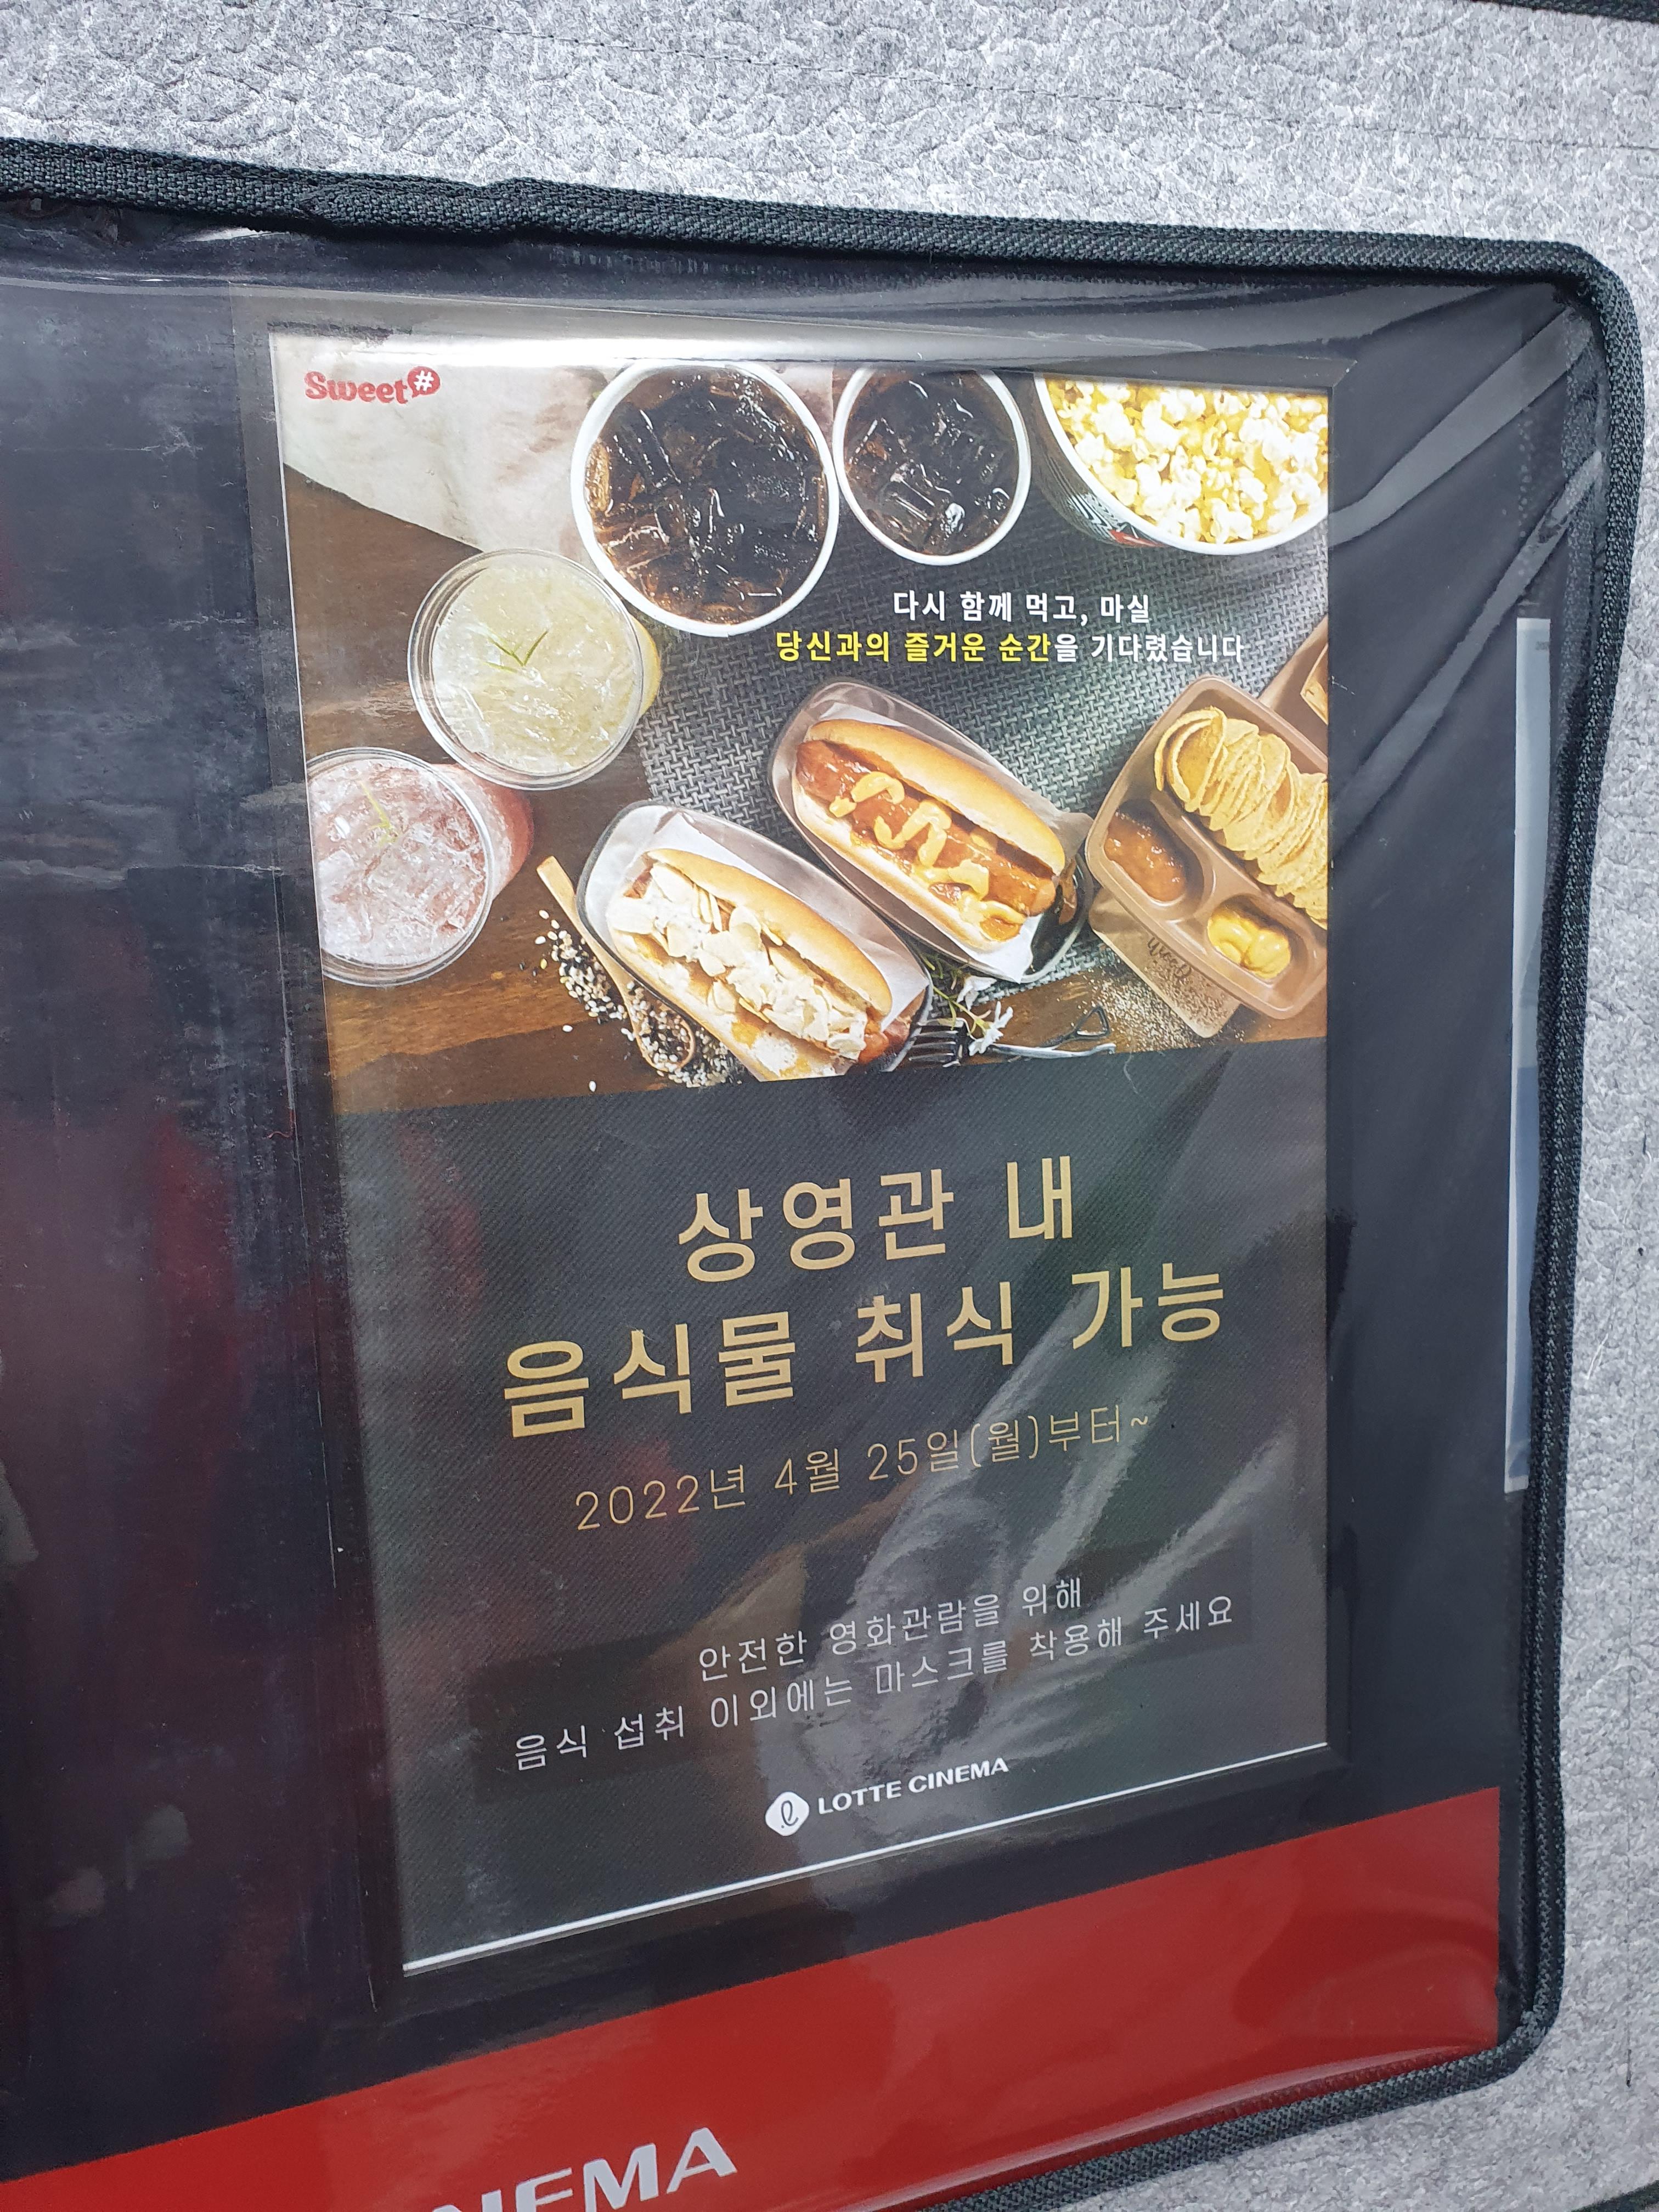 Sweet#
다시 함께 먹고, 마실
당신과의 즐거운 순간을 기다렸습니다
상영관 내
음식물 취식 가능
2022년 4월 25일(월)부터~
안전한 영화관람을 위해
음식 섭취 이외에는 마스크를 착용해 주세요
LOTTE CINEMA
NEMA